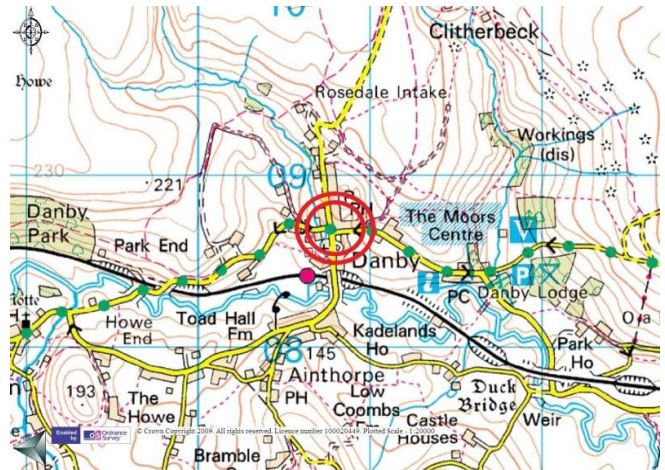 10
Clitherbeck
Howe
Rosedale Intake
Workings
(dis)
230
09
221
PH
Danby
Park
Park End
The Moors
Centre
Danby
i
V
P
PC
Danby Lodge
Howe
End
Toad Hall
Fm
08
145
Kadelands
Ho
Park
Ho
Ainthorpe
193
The
Howe
PH
Low
Coombs
Fm
Duck
Bridge
Castle
Houses
Weir
Bramble
Enabled
by
Ordnance
Survey
© Crown Copyright 2009. All rights reserved. Licence number 100020449. Plotted Scale - 1:20000